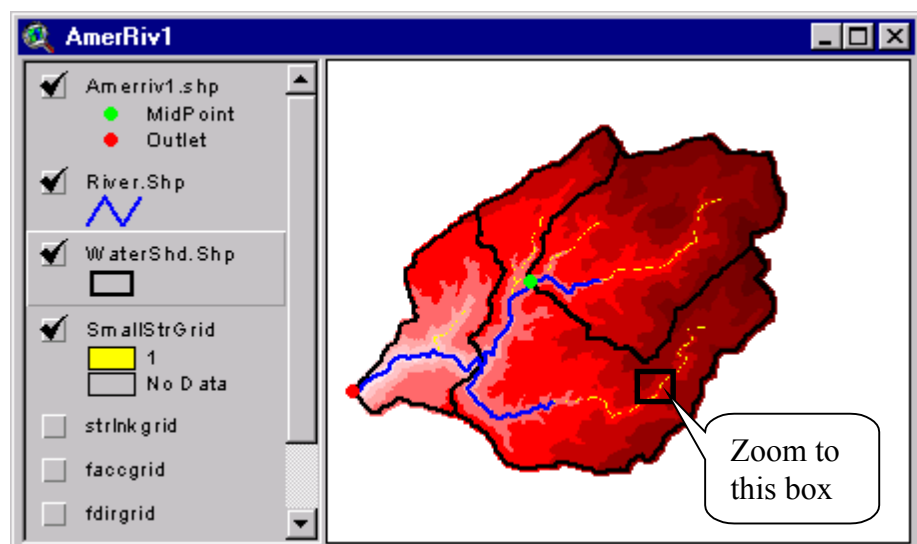 AmerRiv1
Amerriv1.shp
MidPoint
Outlet
River.Shp
WaterShd.Shp
SmallStrGrid
1
No Data
strlnkgrid
faccgrid
fdirgrid
Zoom to
this box